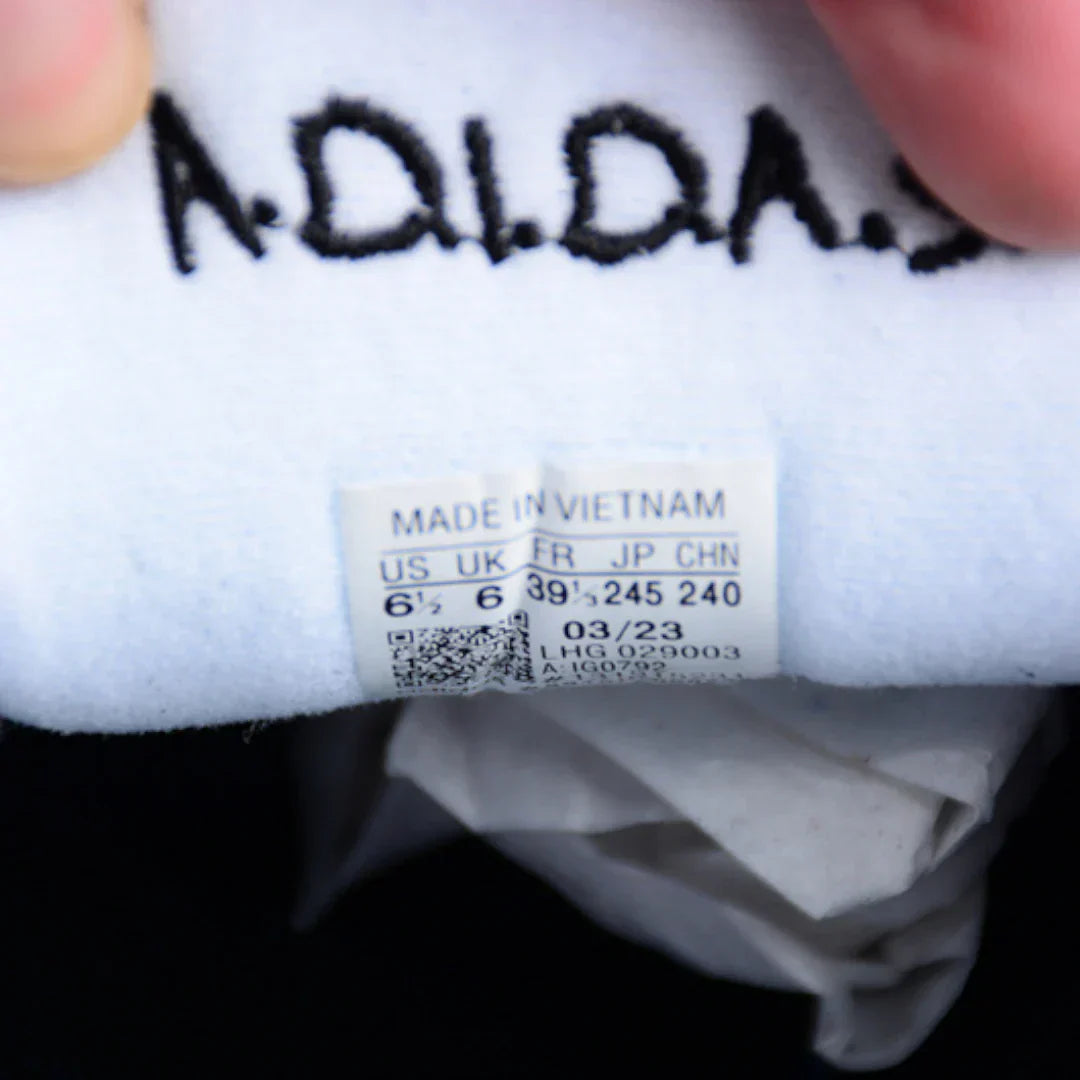 A.D.I.D.A.S
MADE IN VIETNAM
US UK FR JP CHN
6½ 6 39⅓ 245 240
03/23
LHG 029003
A: IG0792